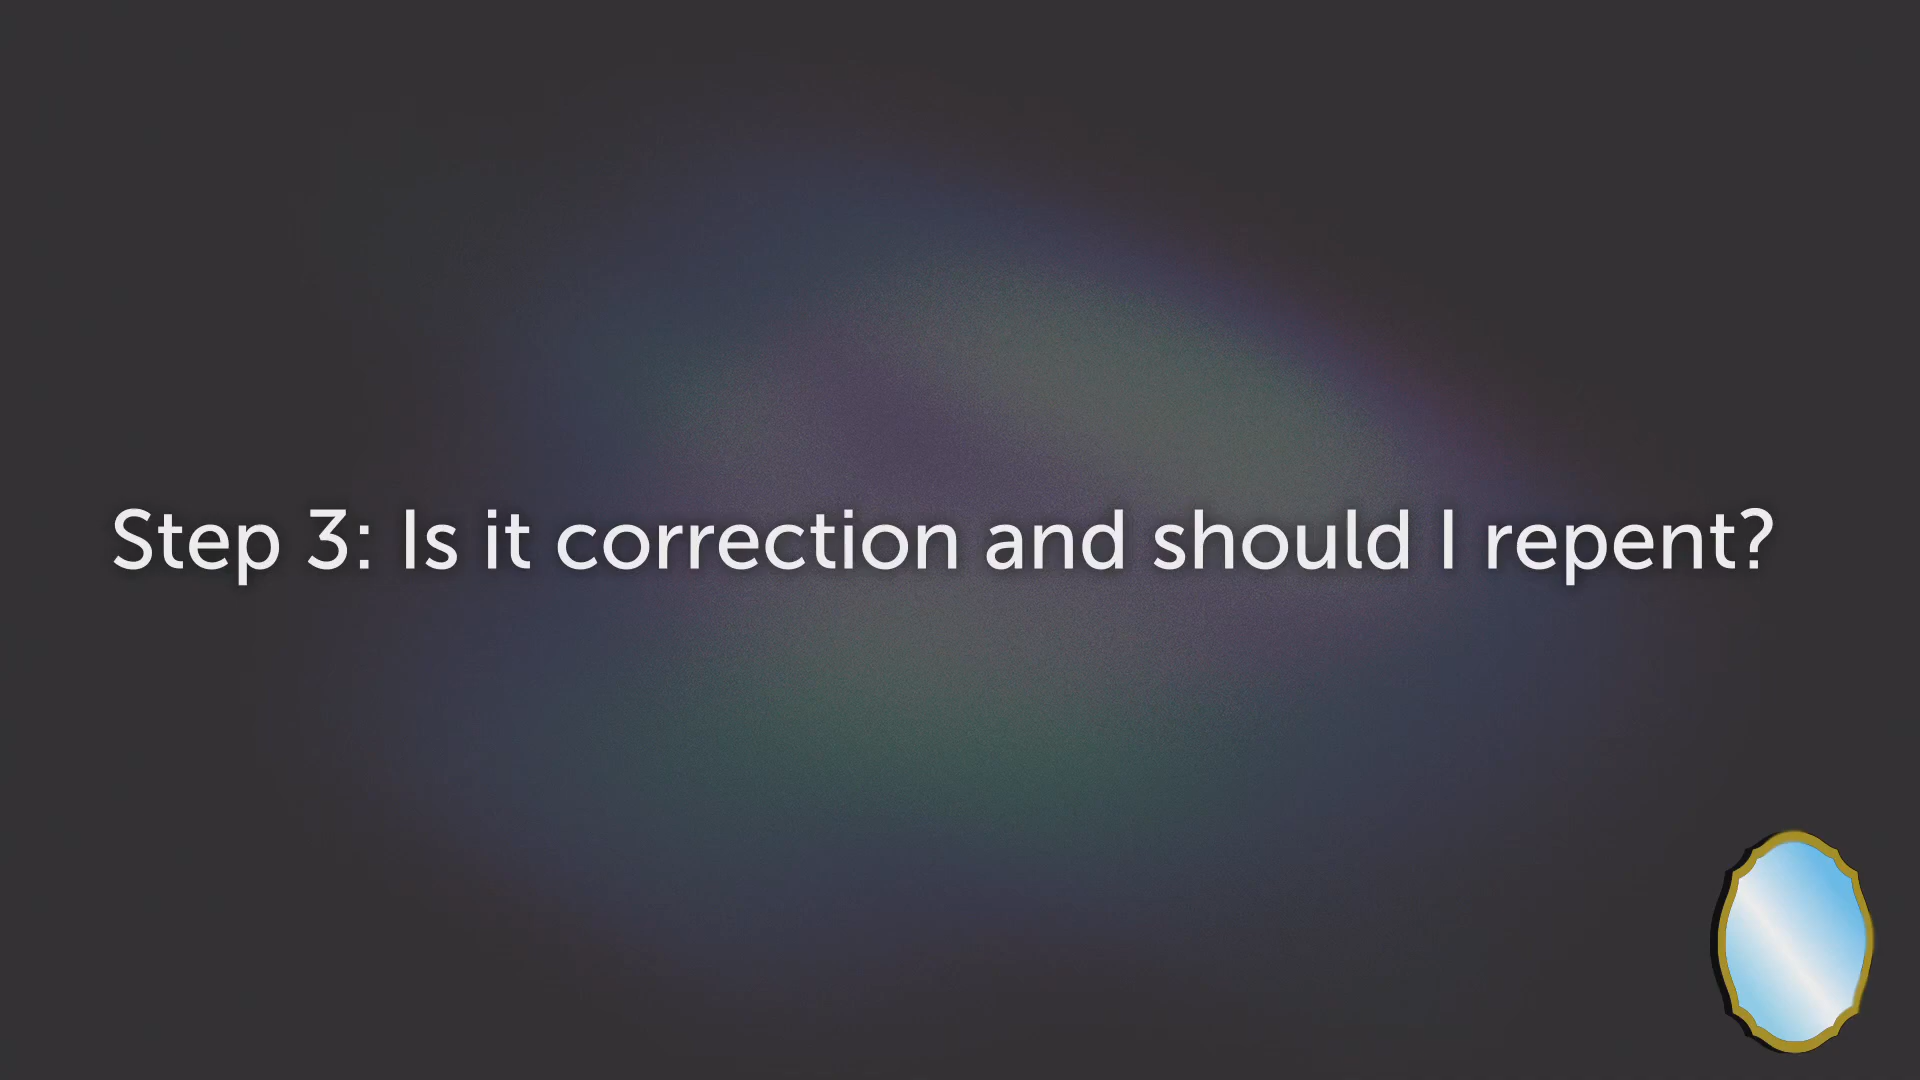 Step 3: Is it correction and should I repent?